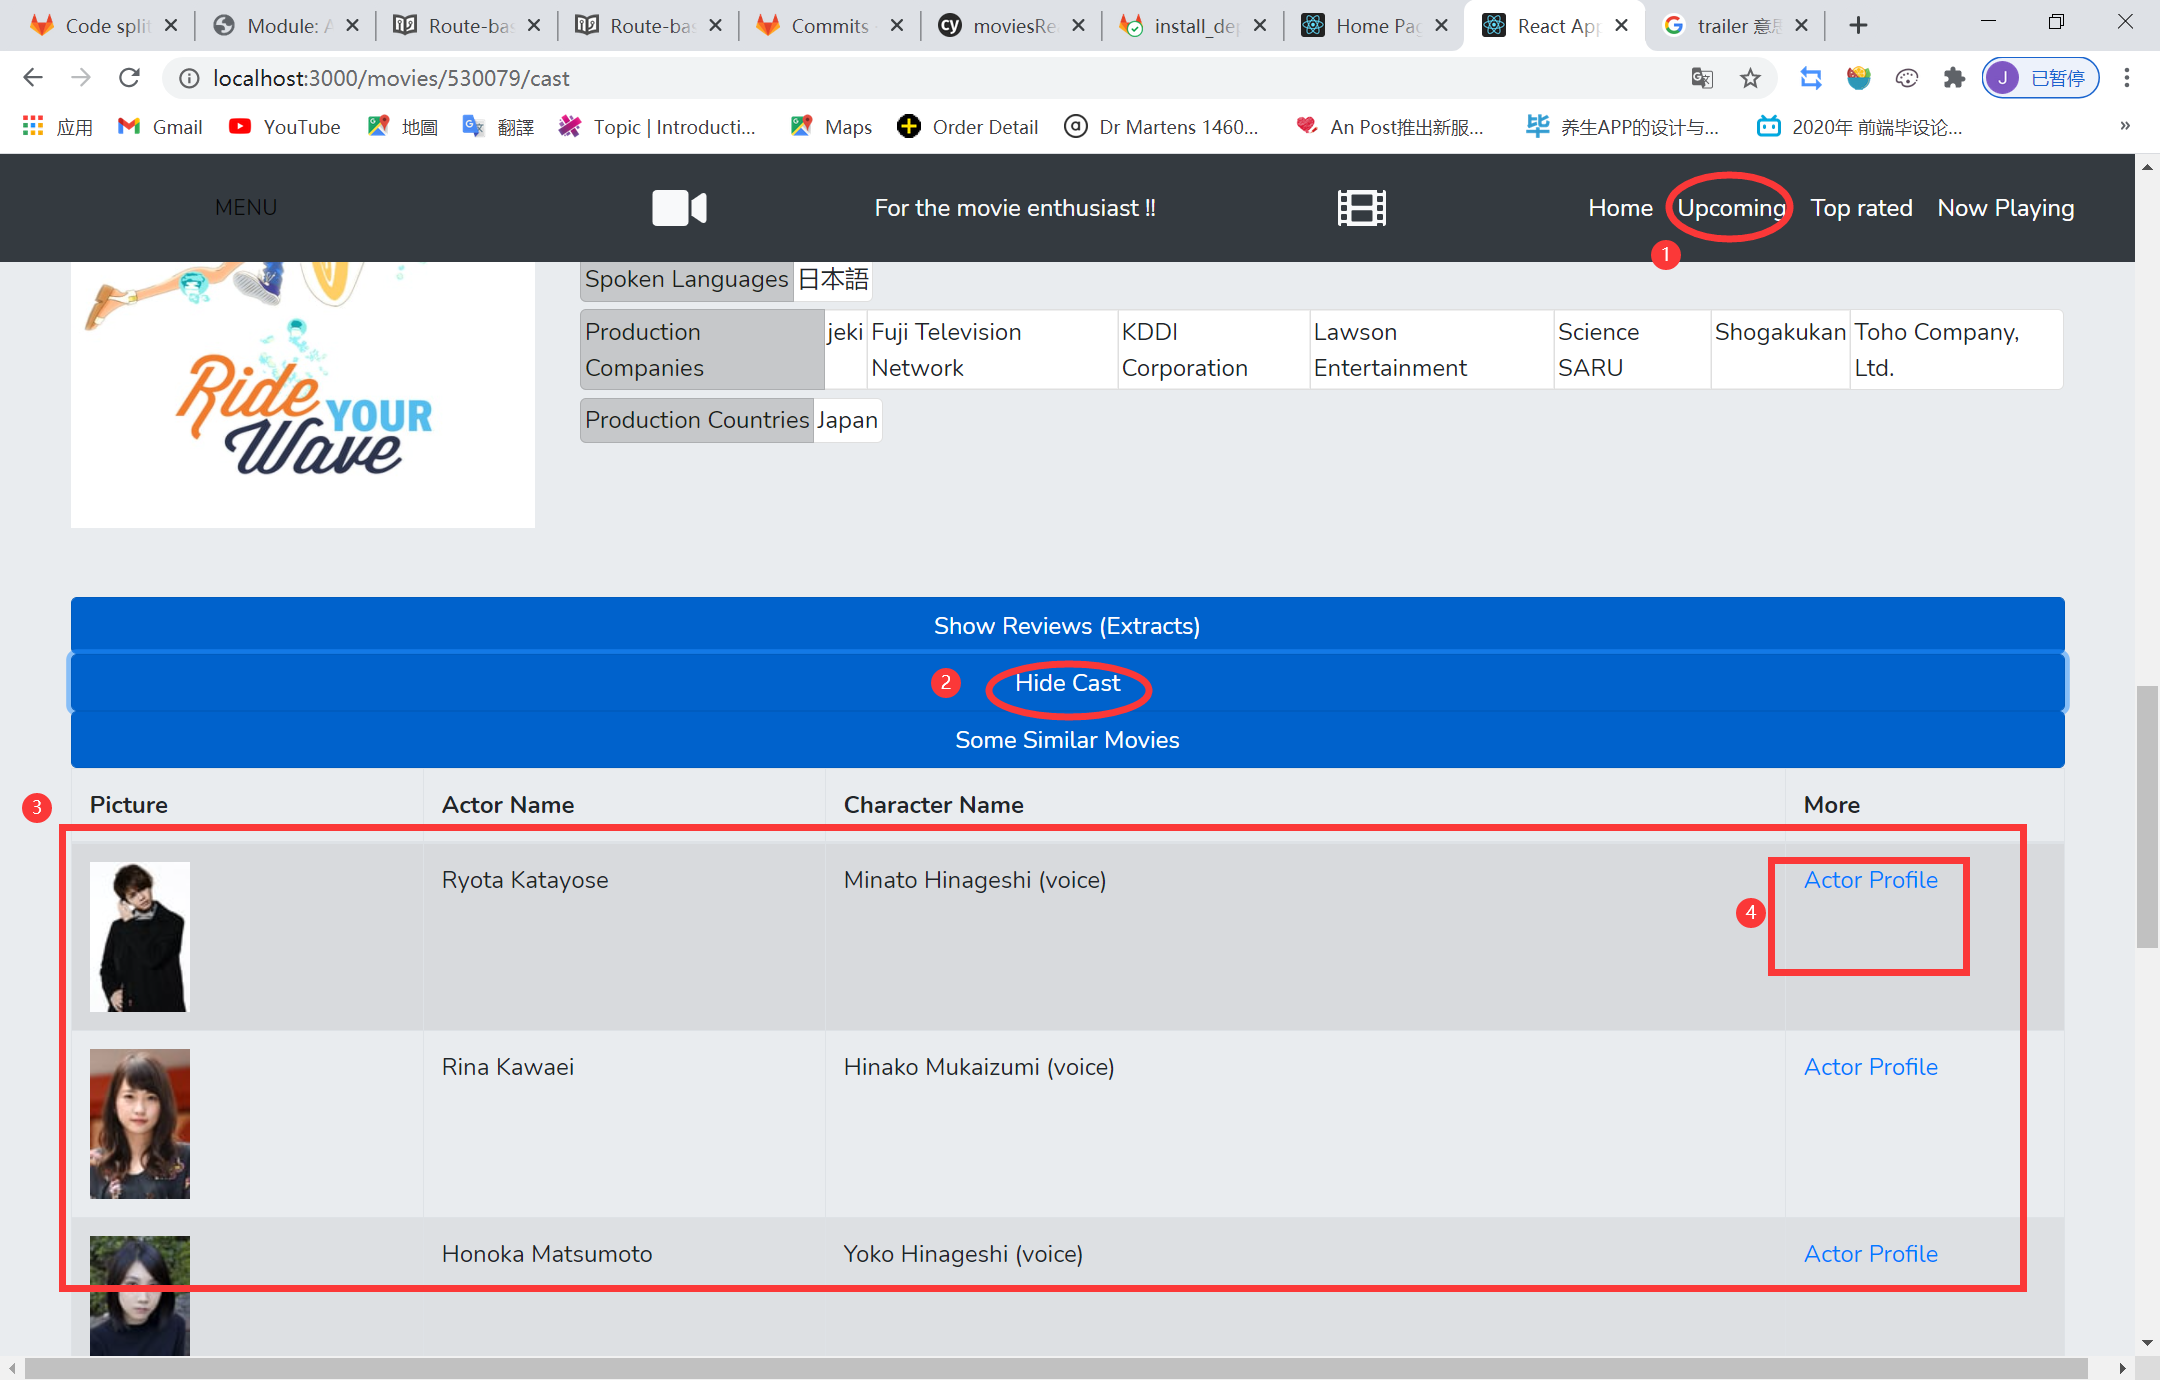 Code spli
Module: A
Route-bas
Route-bas
Commits ·
moviesRea
install_dep
Home Pag
React App
trailer 意思
localhost:3000/movies/530079/cast
J 已暂停
应用
Gmail
YouTube
地圖
翻譯
Topic | Introducti...
Maps
Order Detail
Dr Martens 1460...
An Post推出新服...
养生APP的设计与...
2020年 前端毕设论...
»
MENU
For the movie enthusiast !!
Home
Upcoming
Top rated
Now Playing
1
Spoken Languages 日本語
Production Companies
jeki
Fuji Television Network
KDDI Corporation
Lawson Entertainment
Science SARU
Shogakukan
Toho Company, Ltd.
Production Countries Japan
Ride YOUR
Wave
Show Reviews (Extracts)
2 Hide Cast
Some Similar Movies
3
Picture Actor Name Character Name More
Ryota Katayose Minato Hinageshi (voice) Actor Profile
4
Rina Kawaei Hinako Mukaizumi (voice) Actor Profile
Honoka Matsumoto Yoko Hinageshi (voice) Actor Profile